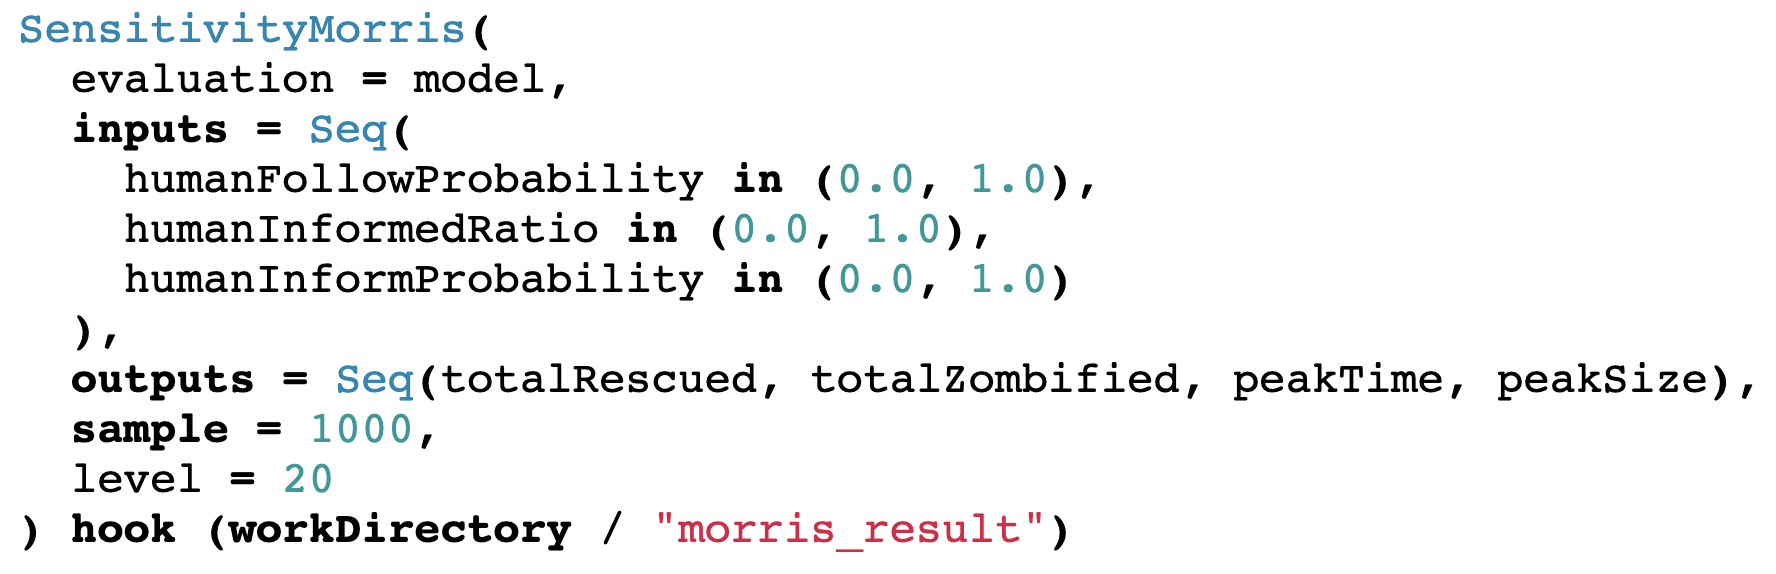 SensitivityMorris(
  evaluation = model,
  inputs = Seq(
    humanFollowProbability in (0.0, 1.0),
    humanInformedRatio in (0.0, 1.0),
    humanInformProbability in (0.0, 1.0)
  ),
  outputs = Seq(totalRescued, totalZombified, peakTime, peakSize),
  sample = 1000,
  level = 20
) hook (workDirectory / "morris_result")